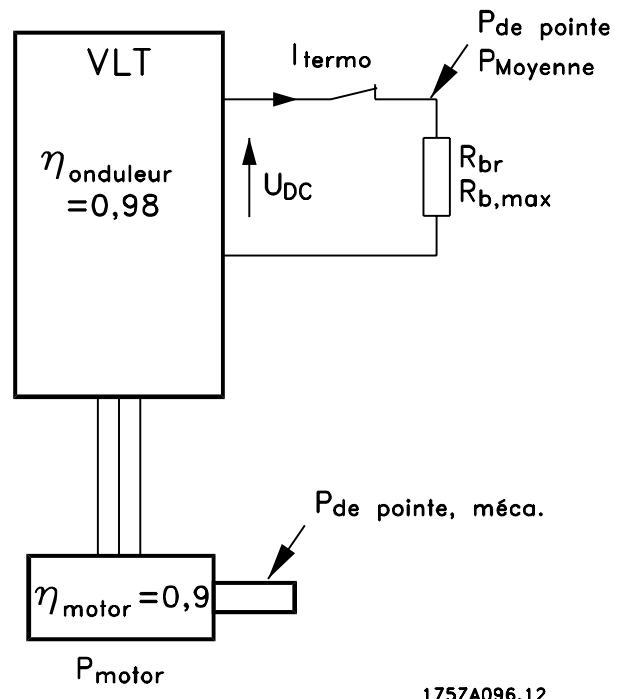 VLT
I termo
P de pointe
P Moyenne
η onduleur
=0,98
U DC
R br
R b,max
P de pointe, méca.
η motor =0,9
P motor
175ZA096.12